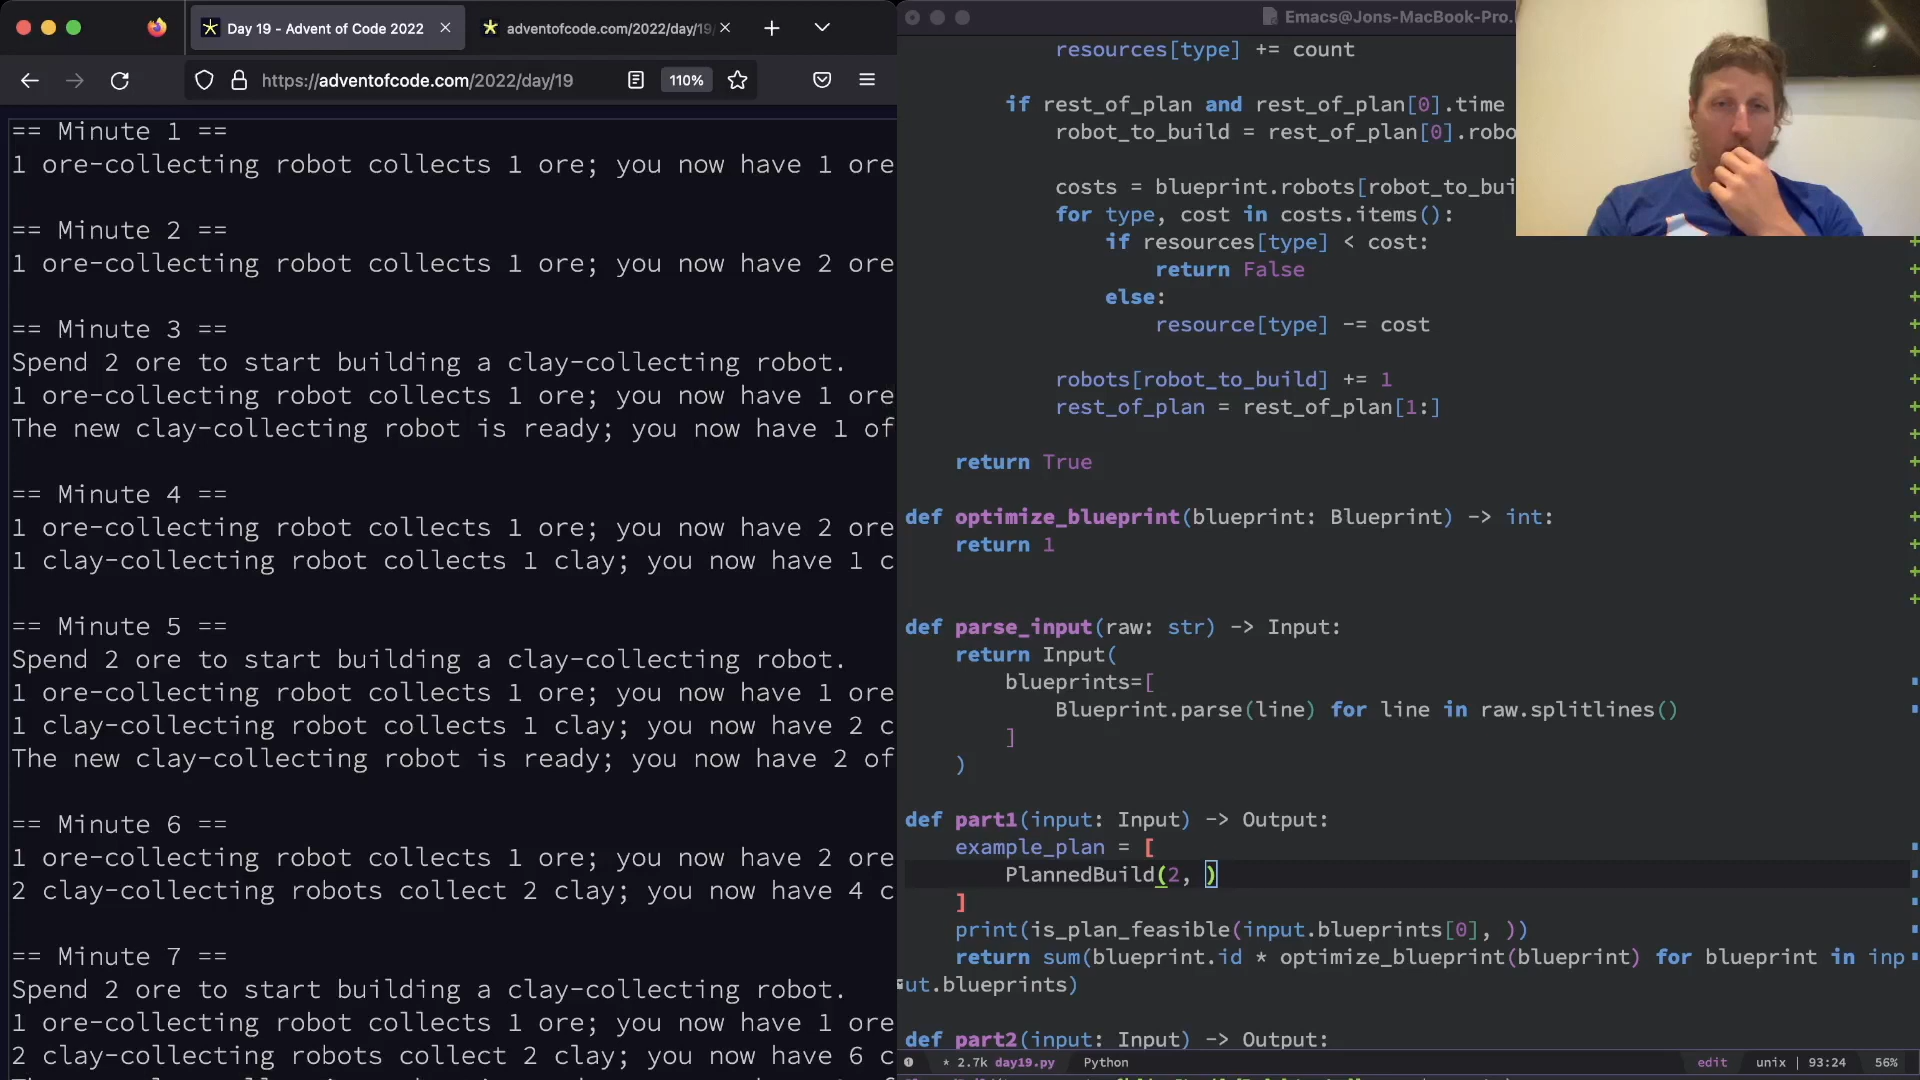 Day 19 - Advent of Code 2022
adventofcode.com/2022/day/19
https://adventofcode.com/2022/day/19
110%
== Minute 1 ==
1 ore-collecting robot collects 1 ore; you now have 1 ore
== Minute 2 ==
1 ore-collecting robot collects 1 ore; you now have 2 ore
== Minute 3 ==
Spend 2 ore to start building a clay-collecting robot.
1 ore-collecting robot collects 1 ore; you now have 1 ore
The new clay-collecting robot is ready; you now have 1 of
== Minute 4 ==
1 ore-collecting robot collects 1 ore; you now have 2 ore
1 clay-collecting robot collects 1 clay; you now have 1 c
== Minute 5 ==
Spend 2 ore to start building a clay-collecting robot.
1 ore-collecting robot collects 1 ore; you now have 1 ore
1 clay-collecting robot collects 1 clay; you now have 2 c
The new clay-collecting robot is ready; you now have 2 of
== Minute 6 ==
1 ore-collecting robot collects 1 ore; you now have 2 ore
2 clay-collecting robots collect 2 clay; you now have 4 c
== Minute 7 ==
Spend 2 ore to start building a clay-collecting robot.
1 ore-collecting robot collects 1 ore; you now have 1 ore
2 clay-collecting robots collect 2 clay; you now have 6 c
Emacs@Jons-MacBook-Pro.
resources[type] += count
if rest_of_plan and rest_of_plan[0].time
robot_to_build = rest_of_plan[0].robo
costs = blueprint.robots[robot_to_bui
for type, cost in costs.items():
if resources[type] < cost:
return False
else:
resource[type] -= cost
robots[robot_to_build] += 1
rest_of_plan = rest_of_plan[1:]
return True
def optimize_blueprint(blueprint: Blueprint) -> int:
return 1
def parse_input(raw: str) -> Input:
return Input(
blueprints=[
Blueprint.parse(line) for line in raw.splitlines()
]
)
def part1(input: Input) -> Output:
example_plan = [
PlannedBuild(2, )
]
print(is_plan_feasible(input.blueprints[0], ))
return sum(blueprint.id * optimize_blueprint(blueprint) for blueprint in inp
ut.blueprints)
def part2(input: Input) -> Output:
* 2.7k day19.py Python edit unix | 93:24 56%